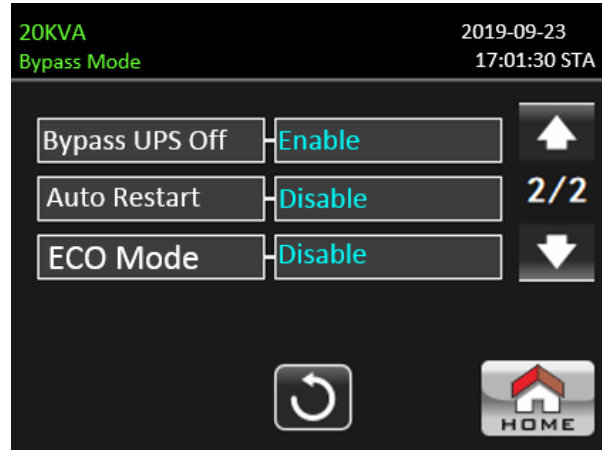 20KVA 2019-09-23
Bypass Mode 17:01:30 STA
Bypass UPS Off Enable
Auto Restart Disable
2/2
ECO Mode Disable
HOME